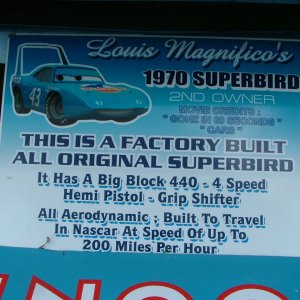 Louis Magnifico's
1970 SUPERBIRD
2ND OWNER
MOVIE CREDITS :
" GONE IN 60 SECONDS "
" CARS "
43
THIS IS A FACTORY BUILT
ALL ORIGINAL SUPERBIRD
It Has A Big Block 440 - 4 Speed
Hemi Pistol - Grip Shifter
All Aerodynamic ; Built To Travel
In Nascar At Speed Of Up To
200 Miles Per Hour